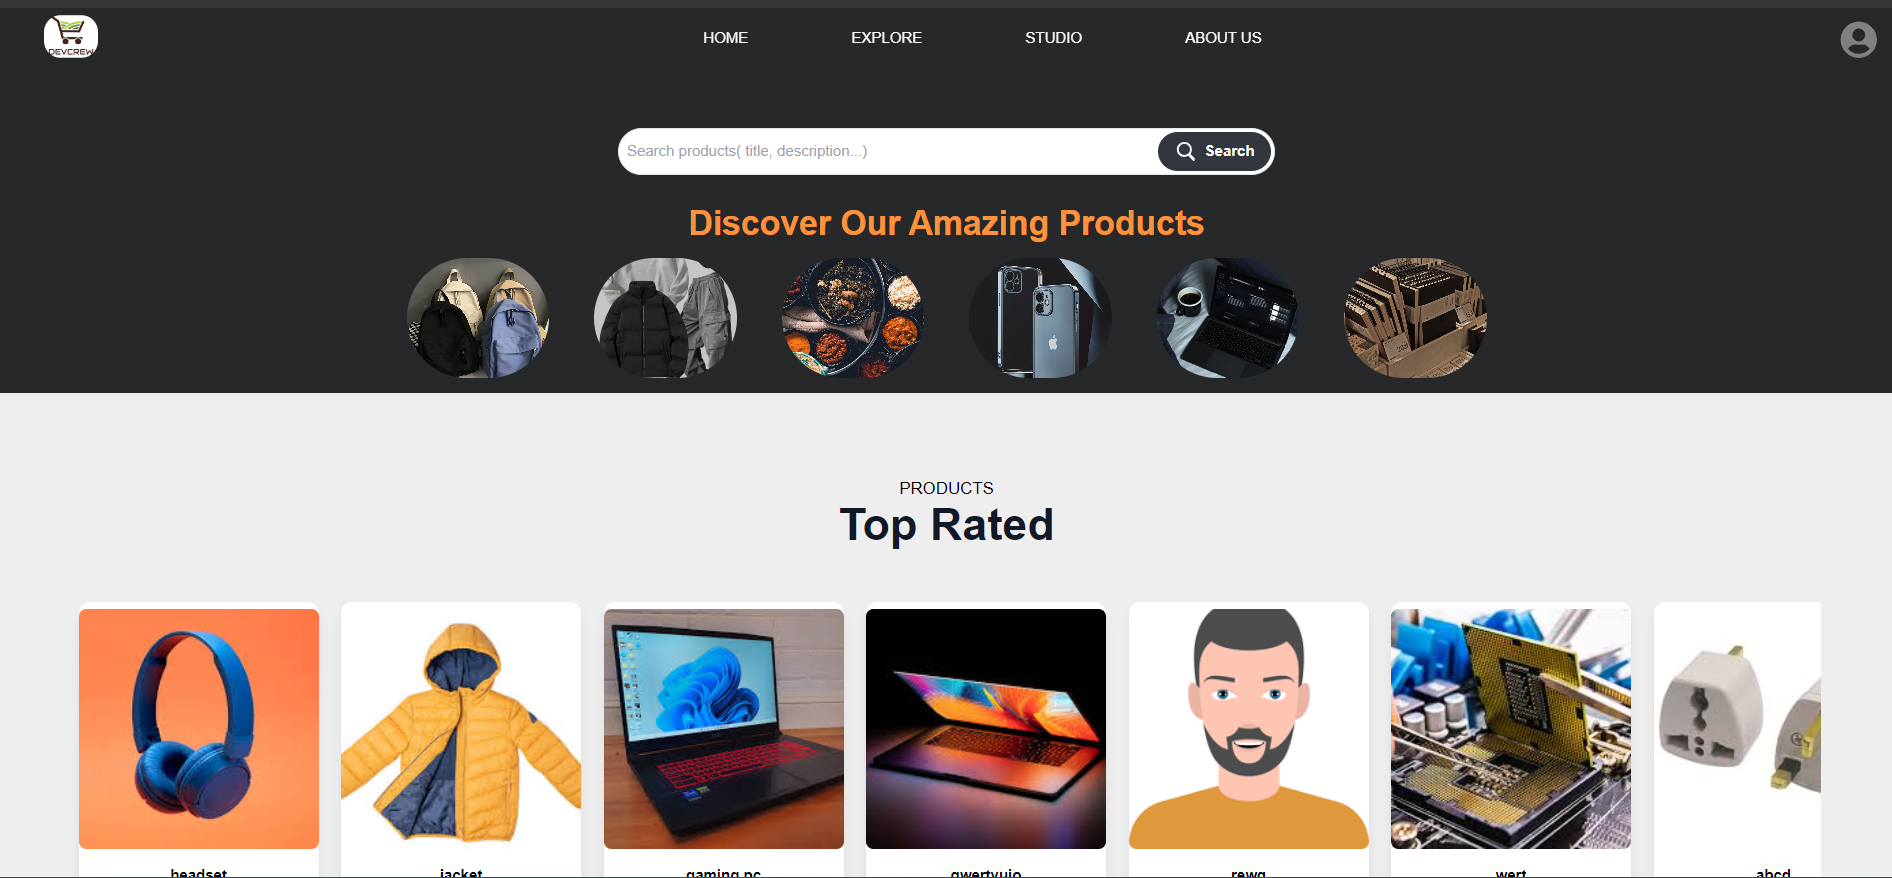 DEVCREW
HOME
EXPLORE
STUDIO
ABOUT US
Search products( title, description...)
Search
Discover Our Amazing Products
PRODUCTS
Top Rated
headset
jacket
gaming pc
qwertyuio
rewq
wert
abcd